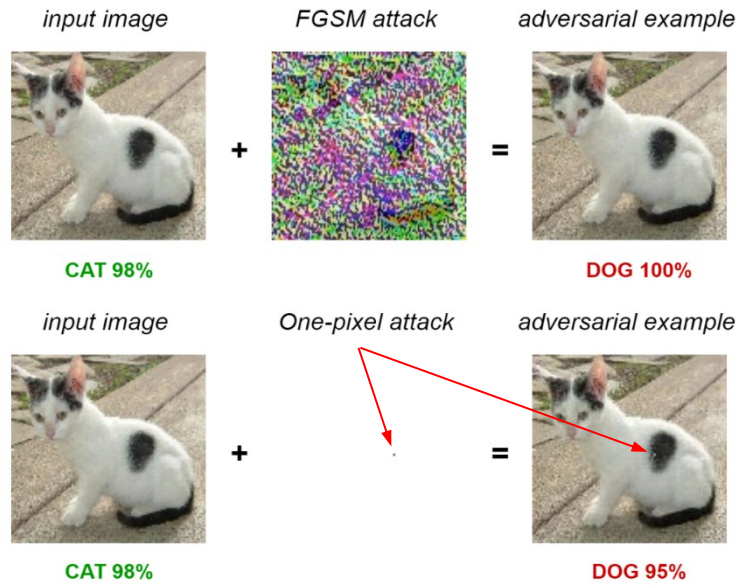 input image FGSM attack adversarial example
+ =
CAT 98% DOG 100%
input image One-pixel attack adversarial example
+ =
CAT 98% DOG 95%